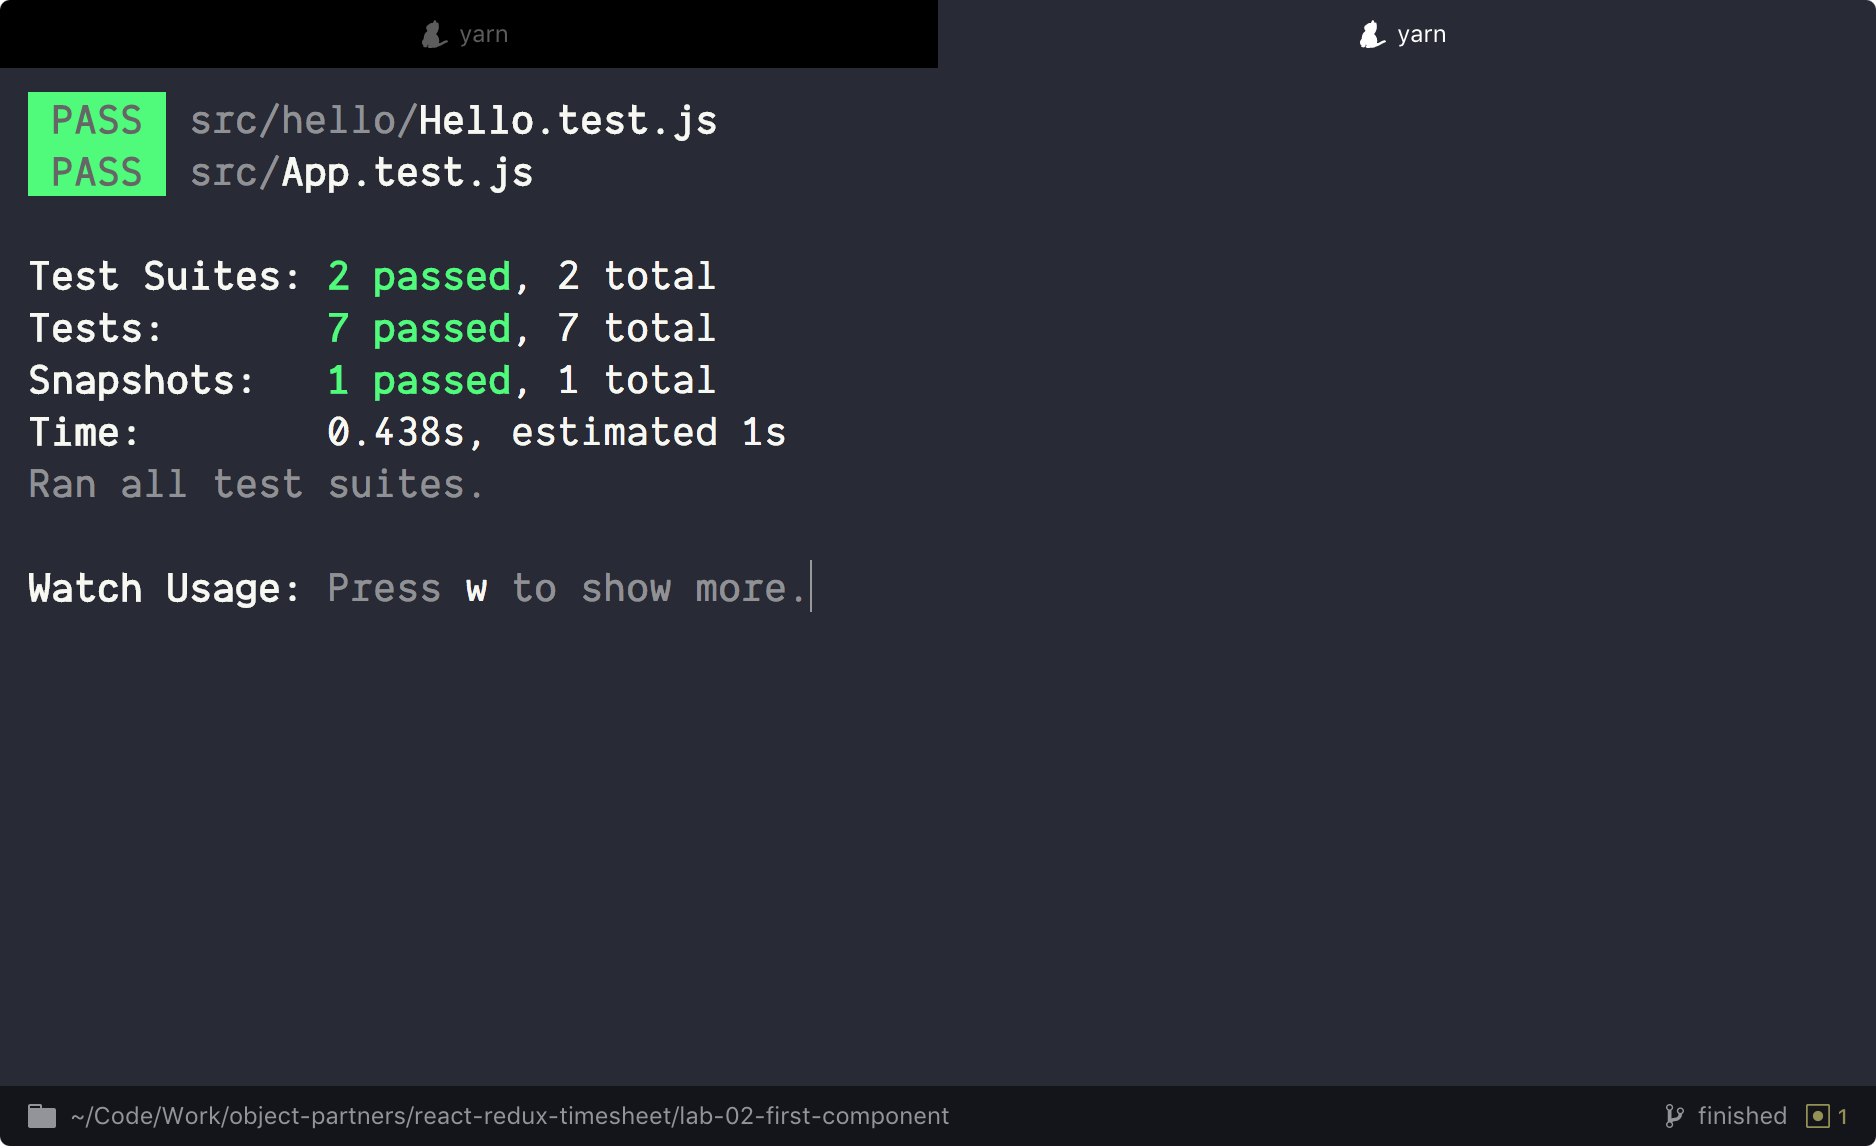 yarn
yarn
PASS src/hello/Hello.test.js
PASS src/App.test.js
Test Suites: 2 passed, 2 total
Tests: 7 passed, 7 total
Snapshots: 1 passed, 1 total
Time: 0.438s, estimated 1s
Ran all test suites.
Watch Usage: Press w to show more.
~/Code/Work/object-partners/react-redux-timesheet/lab-02-first-component
finished 1